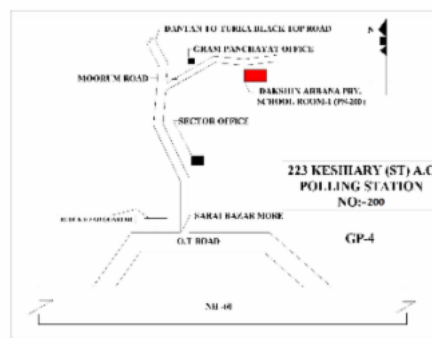 DANTAN TO TURKA BLACK TOP ROAD
N
GRAM PANCHAYAT OFFICE
MOORUM ROAD
DAKSHIN ARBANA PRY.
SCHOOL ROOM-1 (PS-200)
SECTOR OFFICE
223 KESHIARY (ST) A.C
POLLING STATION
NO:-200
SARAI BAZAR MORE
O.T ROAD
GP-4
NH -60